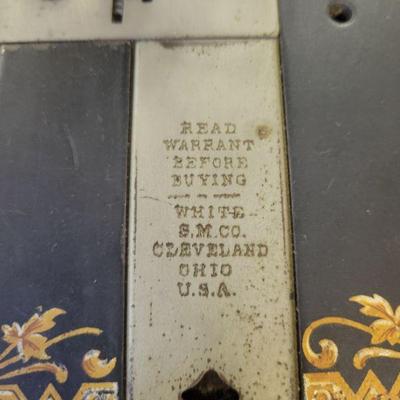 READ
WARRANT
BEFORE
BUYING
WHITE
S.M.CO.
CLEVELAND
OHIO
U.S.A.
W
W